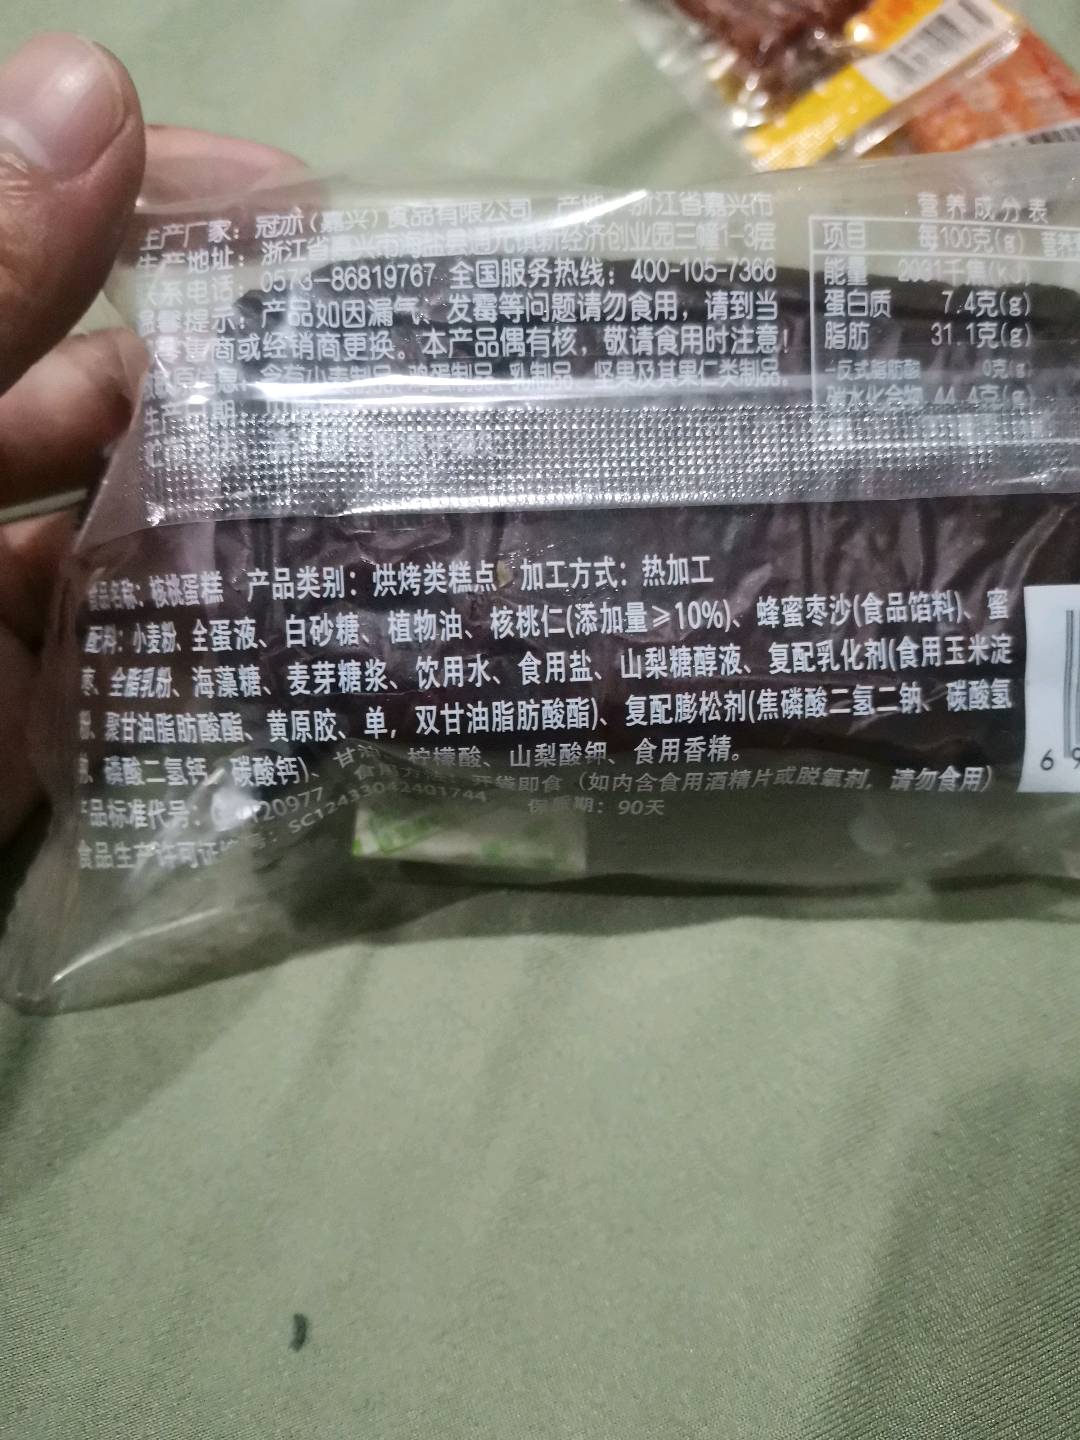 生产厂家：冠亦（嘉兴）食品有限公司 产地：浙江省嘉兴市
生产地址：浙江省嘉兴市海盐县通元镇新经济创业园三幢1-3层
联系电话：0573-86819767 全国服务热线：400-105-7366
温馨提示：产品如因漏气、发霉等问题请勿食用，请到当
商或经销商更换。本产品偶有核，敬请食用时注意！
含有小麦制品、鸡蛋制品、乳制品、坚果及其果仁类制品。
生产日期：
营养成分表
项目 每100克(g) 营养
能量 2031千焦(kJ)
蛋白质 7.4克(g)
脂肪 31.1克(g)
-反式脂肪酸 0克(g)
碳水化合物 44.4克(g)
食品名称：核桃蛋糕 产品类别：烘烤类糕点 加工方式：热加工
配料：小麦粉、全蛋液、白砂糖、植物油、核桃仁(添加量≥10%)、蜂蜜枣沙(食品馅料)、蜜
枣、全脂乳粉、海藻糖、麦芽糖浆、饮用水、食用盐、山梨糖醇液、复配乳化剂(食用玉米淀
粉、聚甘油脂肪酸酯、黄原胶、单，双甘油脂肪酸酯)、复配膨松剂(焦磷酸二氢二钠、碳酸氢
钠、磷酸二氢钙、碳酸钙)、甘油、柠檬酸、山梨酸钾、食用香精。
食用方法：开袋即食（如内含食用酒精片或脱氧剂，请勿食用）
产品标准代号：GB/T20977 保质期：90天
食品生产许可证编号：SC12433042401744
6 9